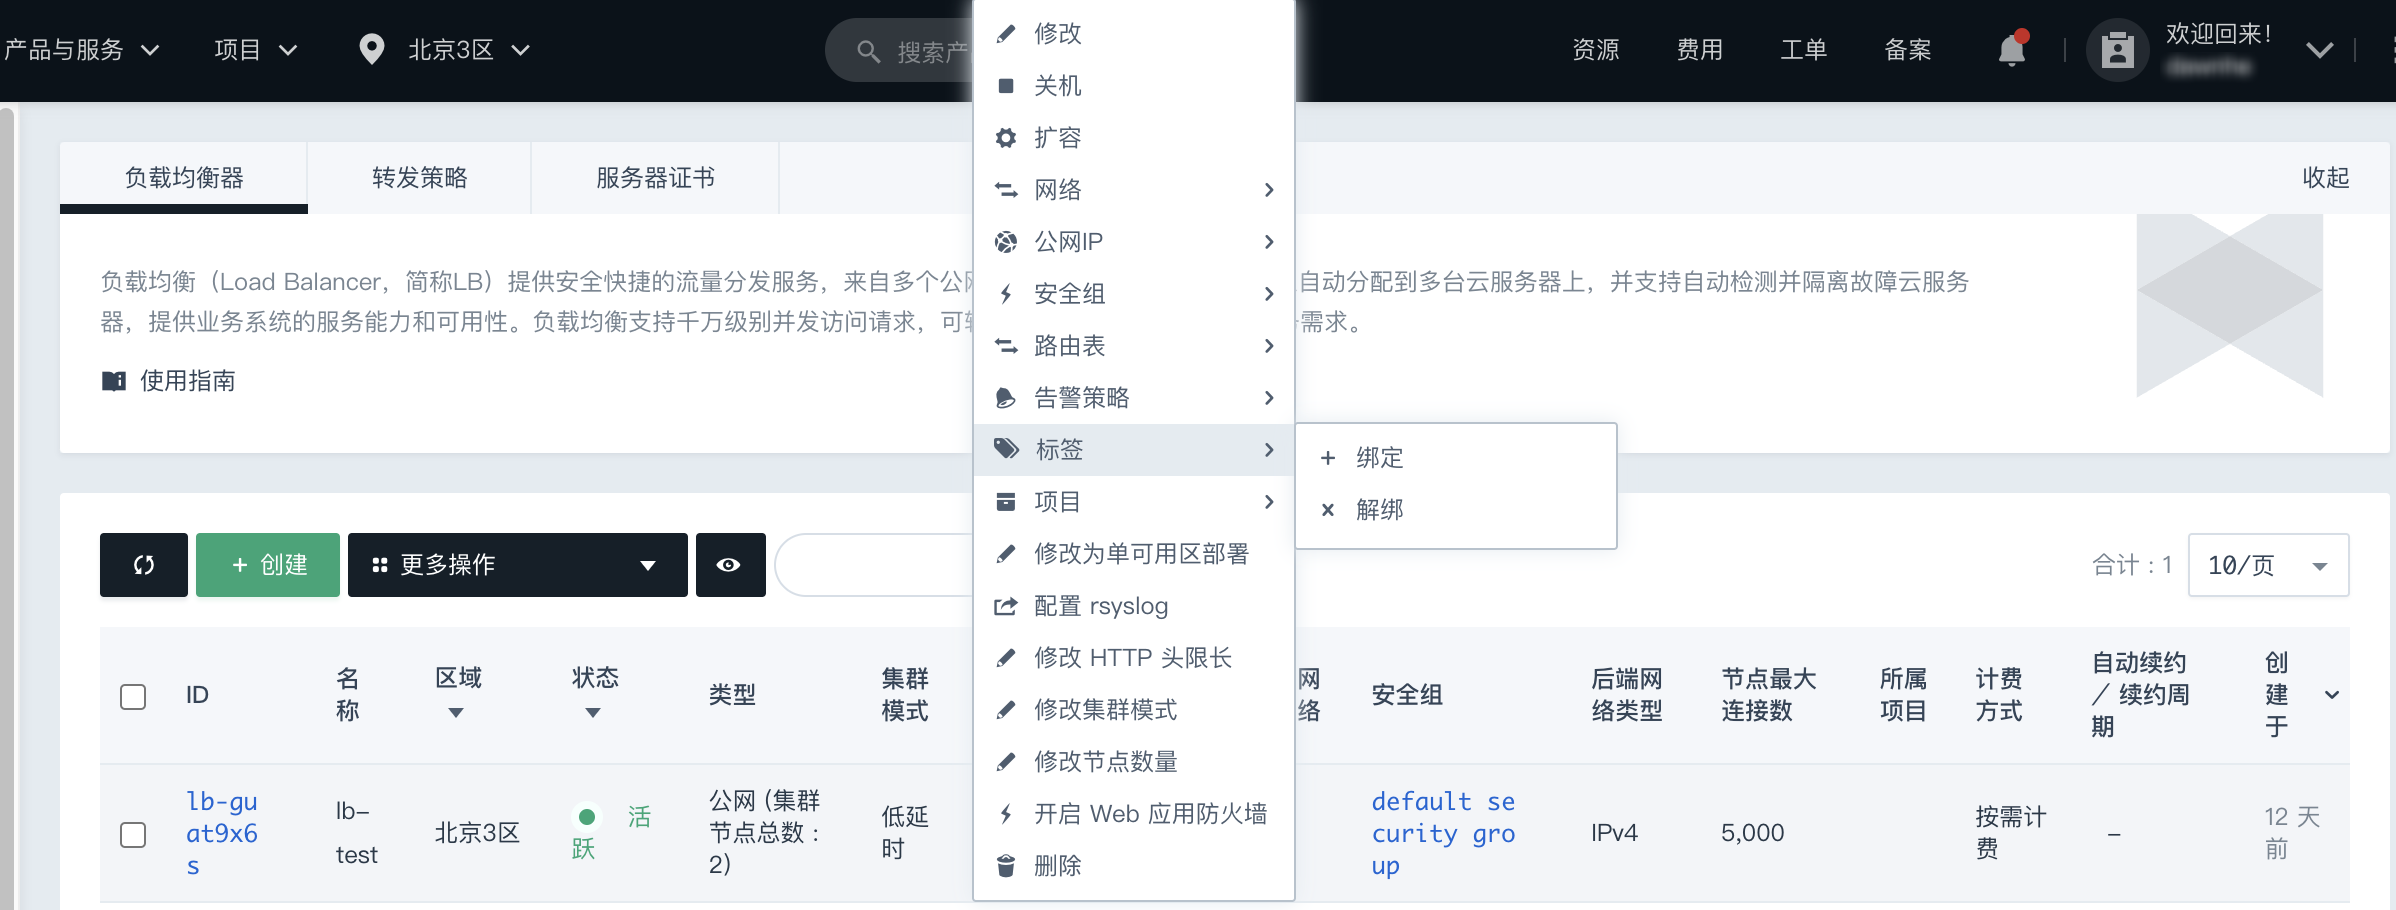 产品与服务
项目
北京3区
搜索产
资源
费用
工单
备案
欢迎回来!
负载均衡器
转发策略
服务器证书
收起
负载均衡（Load Balancer，简称LB）提供安全快捷的流量分发服务，来自多个公
自动分配到多台云服务器上，并支持自动检测并隔离故障云服务
器，提供业务系统的服务能力和可用性。负载均衡支持千万级别并发访问请求，可
需求。
使用指南
修改
关机
扩容
网络
公网IP
安全组
路由表
告警策略
标签
项目
修改为单可用区部署
配置 rsyslog
修改 HTTP 头限长
修改集群模式
修改节点数量
开启 Web 应用防火墙
删除
+ 绑定
× 解绑
+ 创建
更多操作
合计 : 1
10/页
ID
名
称
区域
状态
类型
集群
模式
网
络
安全组
后端网
络类型
节点最大
连接数
所属
项目
计费
方式
自动续约
/ 续约周
期
创
建
于
lb-gu
at9x6
s
lb-
test
北京3区
活
跃
公网 (集群
节点总数 :
2)
低延
时
default se
curity gro
up
IPv4
5,000
按需计
费
–
12 天
前